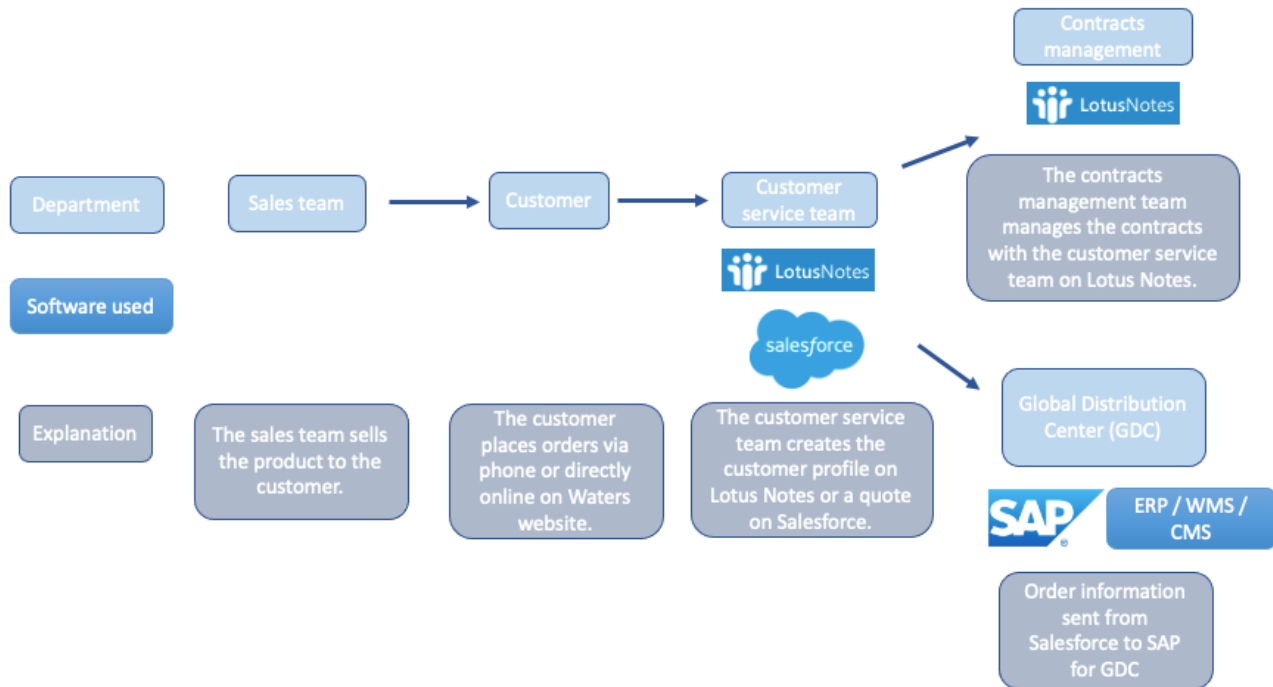 Contracts
management
LotusNotes
Department
Sales team
Customer
Customer
service team
The contracts
management team
manages the contracts
with the customer service
team on Lotus Notes.
LotusNotes
Software used
salesforce
Explanation
The sales team sells
the product to the
customer.
The customer
places orders via
phone or directly
online on Waters
website.
The customer service
team creates the
customer profile on
Lotus Notes or a quote
on Salesforce.
Global Distribution
Center (GDC)
SAP®
ERP / WMS /
CMS
Order information
sent from
Salesforce to SAP
for GDC